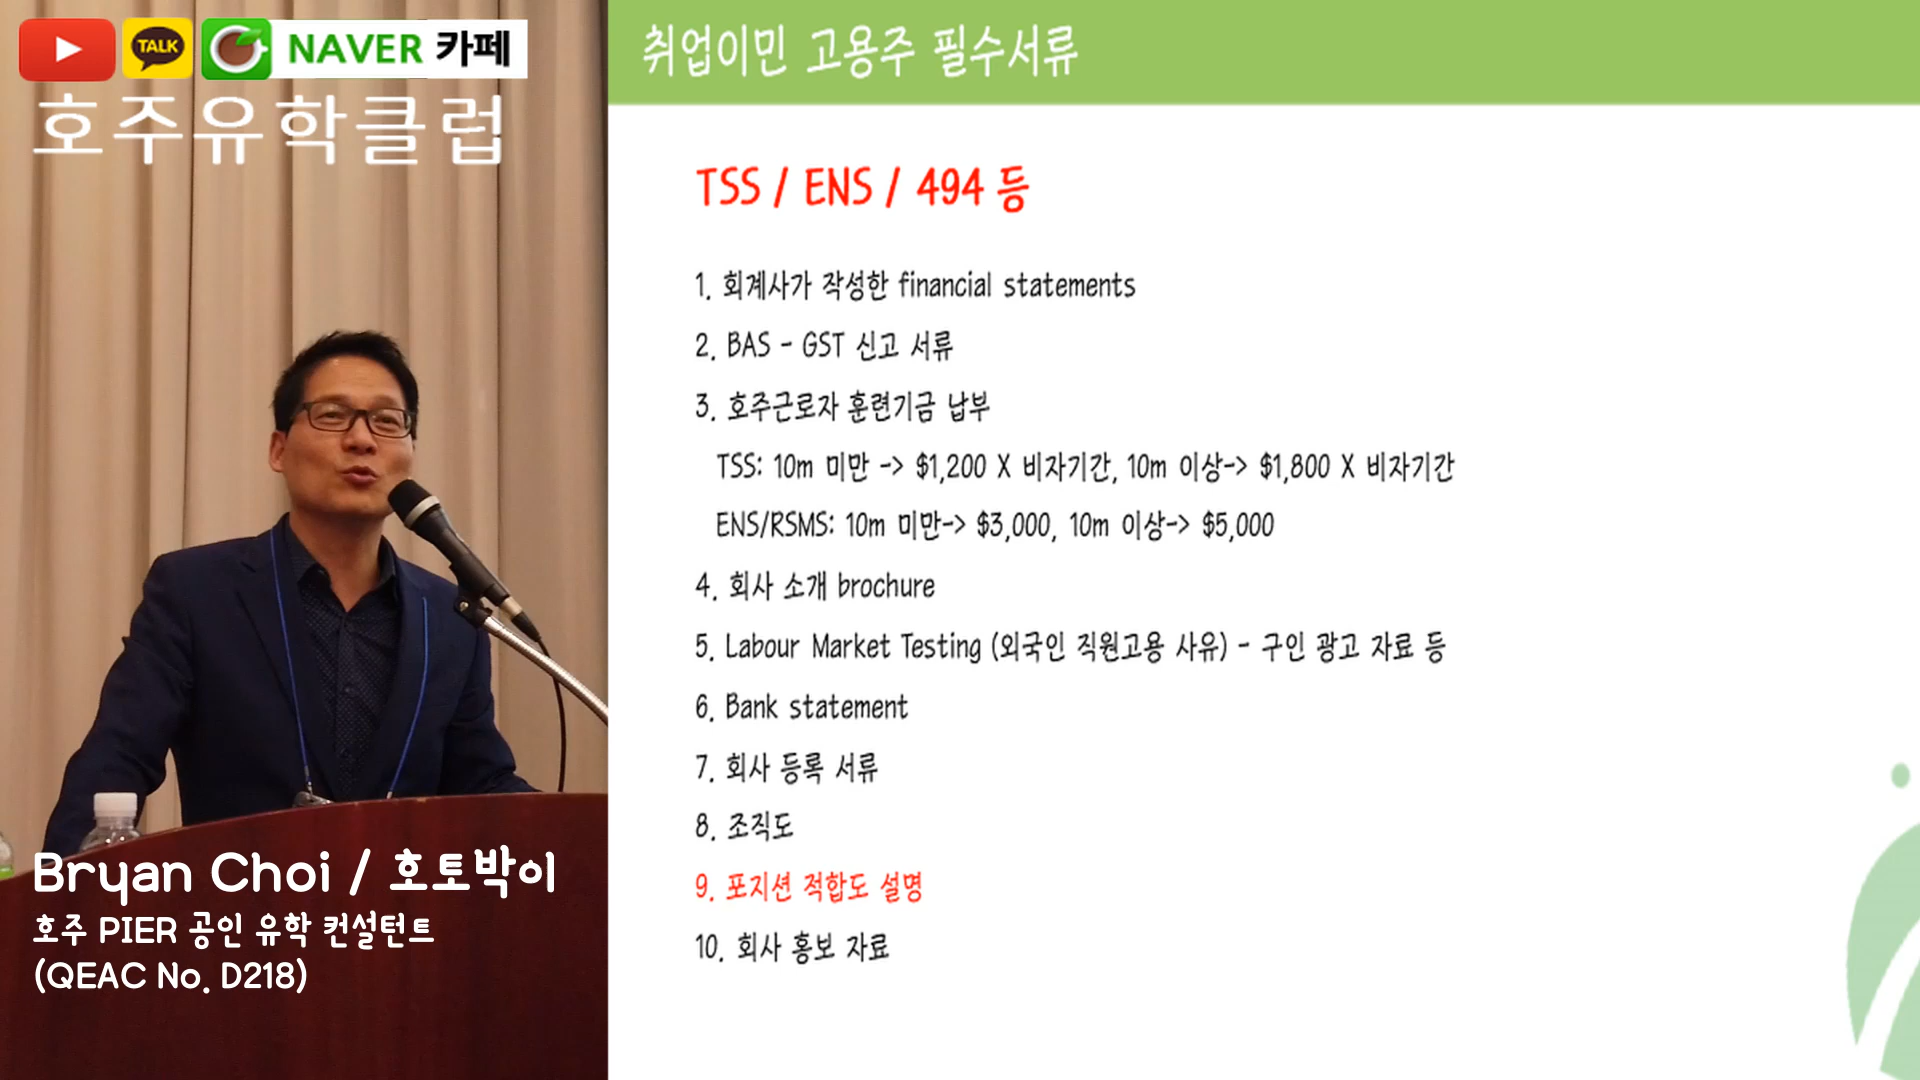 TALK
NAVER 카페
호주유학클럽
Bryan Choi / 호토박이
호주 PIER 공인 유학 컨설턴트
(QEAC No. D218)
취업이민 고용주 필수서류
TSS / ENS / 494 등
1. 회계사가 작성한 financial statements
2. BAS - GST 신고 서류
3. 호주근로자 훈련기금 납부
TSS: 10m 미만 -> $1,200 X 비자기간, 10m 이상-> $1,800 X 비자기간
ENS/RSMS: 10m 미만-> $3,000, 10m 이상-> $5,000
4. 회사 소개 brochure
5. Labour Market Testing (외국인 직원고용 사유) - 구인 광고 자료 등
6. Bank statement
7. 회사 등록 서류
8. 조직도
9. 포지션 적합도 설명
10. 회사 홍보 자료